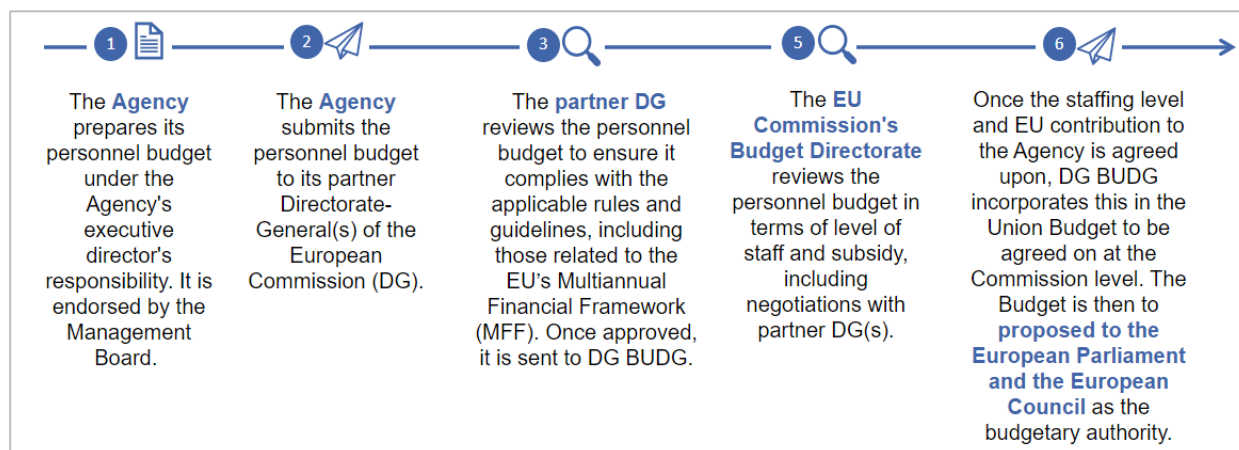 1
2
3
5
6
The Agency
prepares its
personnel budget
under the
Agency's
executive
director's
responsibility. It is
endorsed by the
Management
Board.
The Agency
submits the
personnel budget
to its partner
Directorate-
General(s) of the
European
Commission (DG).
The partner DG
reviews the personnel
budget to ensure it
complies with the
applicable rules and
guidelines, including
those related to the
EU’s Multiannual
Financial Framework
(MFF). Once approved,
it is sent to DG BUDG.
The EU
Commission's
Budget Directorate
reviews the
personnel budget in
terms of level of
staff and subsidy,
including
negotiations with
partner DG(s).
Once the staffing level
and EU contribution to
the Agency is agreed
upon, DG BUDG
incorporates this in the
Union Budget to be
agreed on at the
Commission level. The
Budget is then to
proposed to the
European Parliament
and the European
Council as the
budgetary authority.